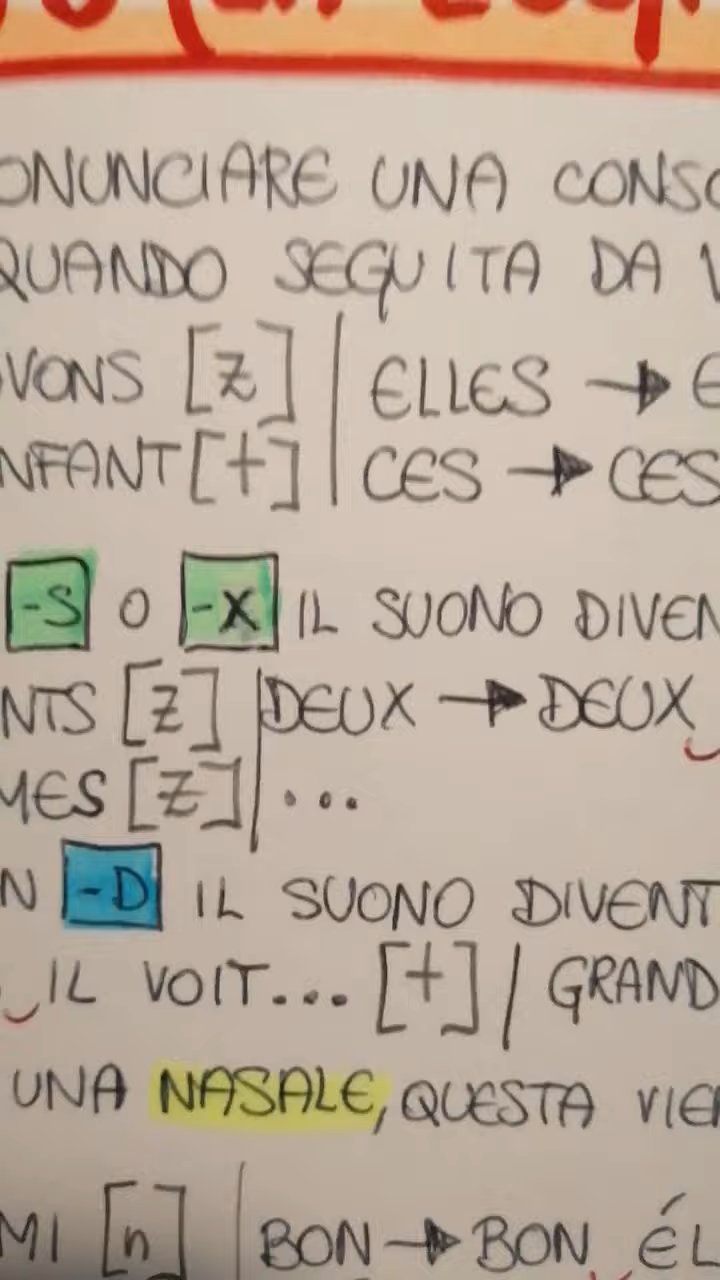 ONUNCIARE UNA CONSO
QUANDO SEGUITA DA V
VONS [z] | ELLES → E
NFANT [t] | CES → CES
-S O -X IL SUONO DIVEN
NTS [z] | DEUX → DEUX
MES [z] | ...
N -D IL SUONO DIVENT
IL VOIT... [t] | GRAND
UNA NASALE, QUESTA VIEN
MI [n] | BON → BON ÉL